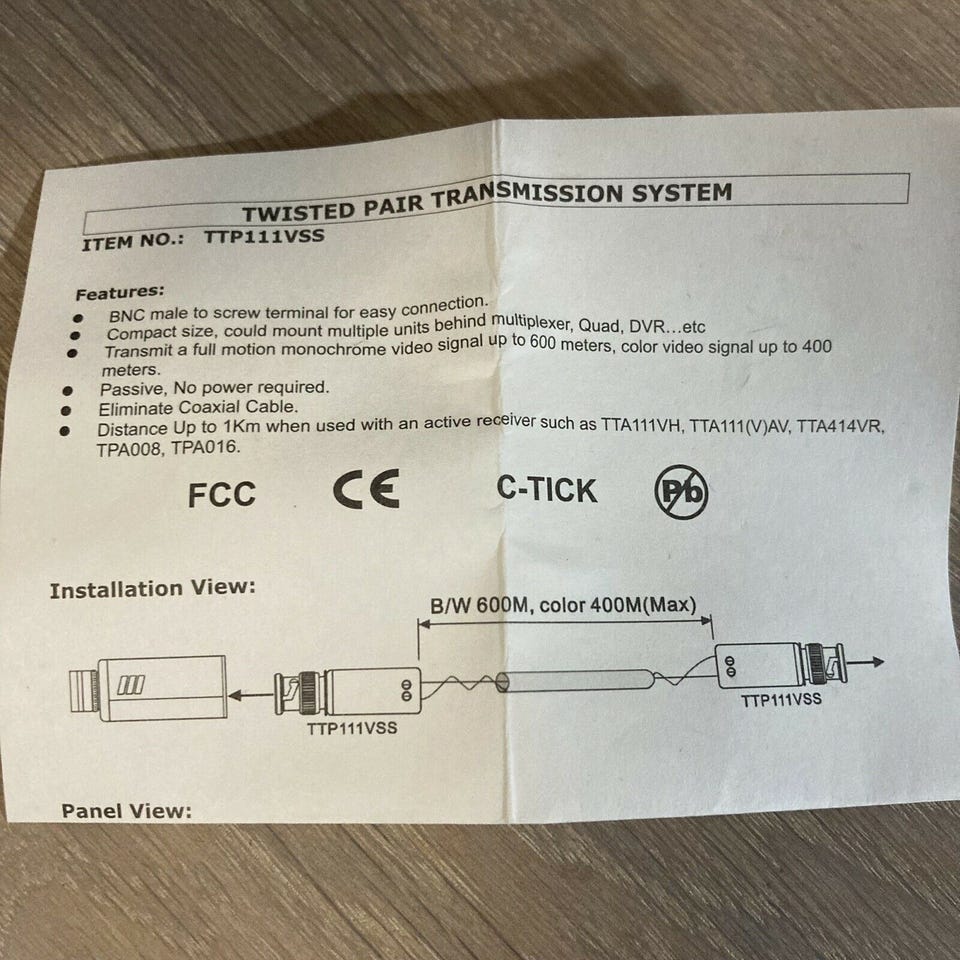 TWISTED PAIR TRANSMISSION SYSTEM
ITEM NO.: TTP111VSS
Features:
● BNC male to screw terminal for easy connection.
● Compact size, could mount multiple units behind multiplexer, Quad, DVR...etc
● Transmit a full motion monochrome video signal up to 600 meters, color video signal up to 400
meters.
● Passive, No power required.
● Eliminate Coaxial Cable.
● Distance Up to 1Km when used with an active receiver such as TTA111VH, TTA111(V)AV, TTA414VR,
TPA008, TPA016.
FCC CE C-TICK Pb
Installation View:
B/W 600M, color 400M(Max)
TTP111VSS
TTP111VSS
Panel View: